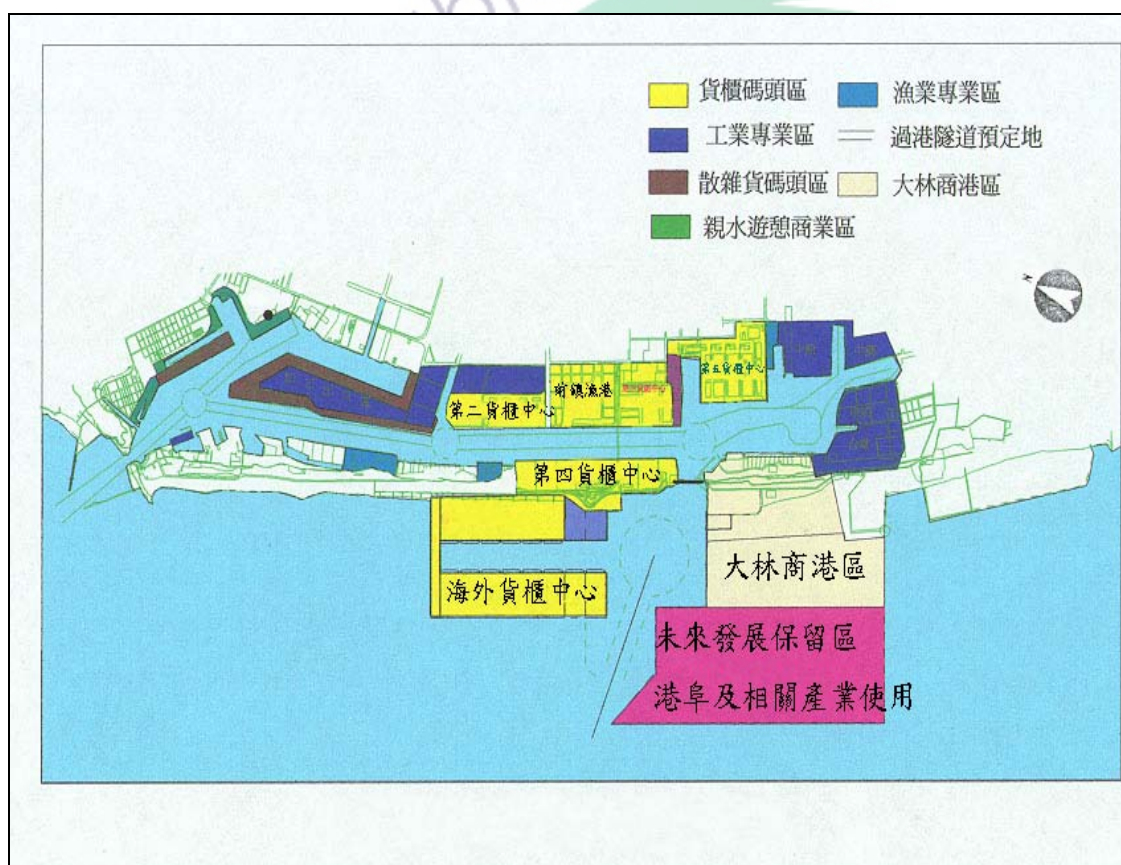 貨櫃碼頭區
漁業專業區
工業專業區
過港隧道預定地
散雜貨碼頭區
大林商港區
親水遊憩商業區
N
第五貨櫃中心
中鋼
前鎮漁港
第二貨櫃中心
第四貨櫃中心
海外貨櫃中心
大林商港區
未來發展保留區
港阜及相關產業使用